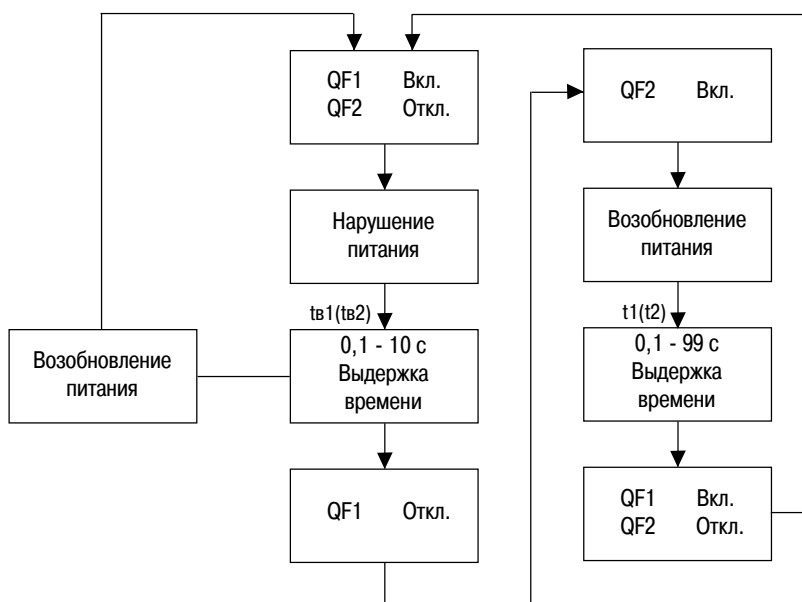 QF1 Вкл.
QF2 Откл.
Нарушение
питания
tв1(tв2)
0,1 - 10 с
Выдержка
времени
Возобновление
питания
QF1 Откл.
QF2 Вкл.
Возобновление
питания
t1(t2)
0,1 - 99 с
Выдержка
времени
QF1 Вкл.
QF2 Откл.